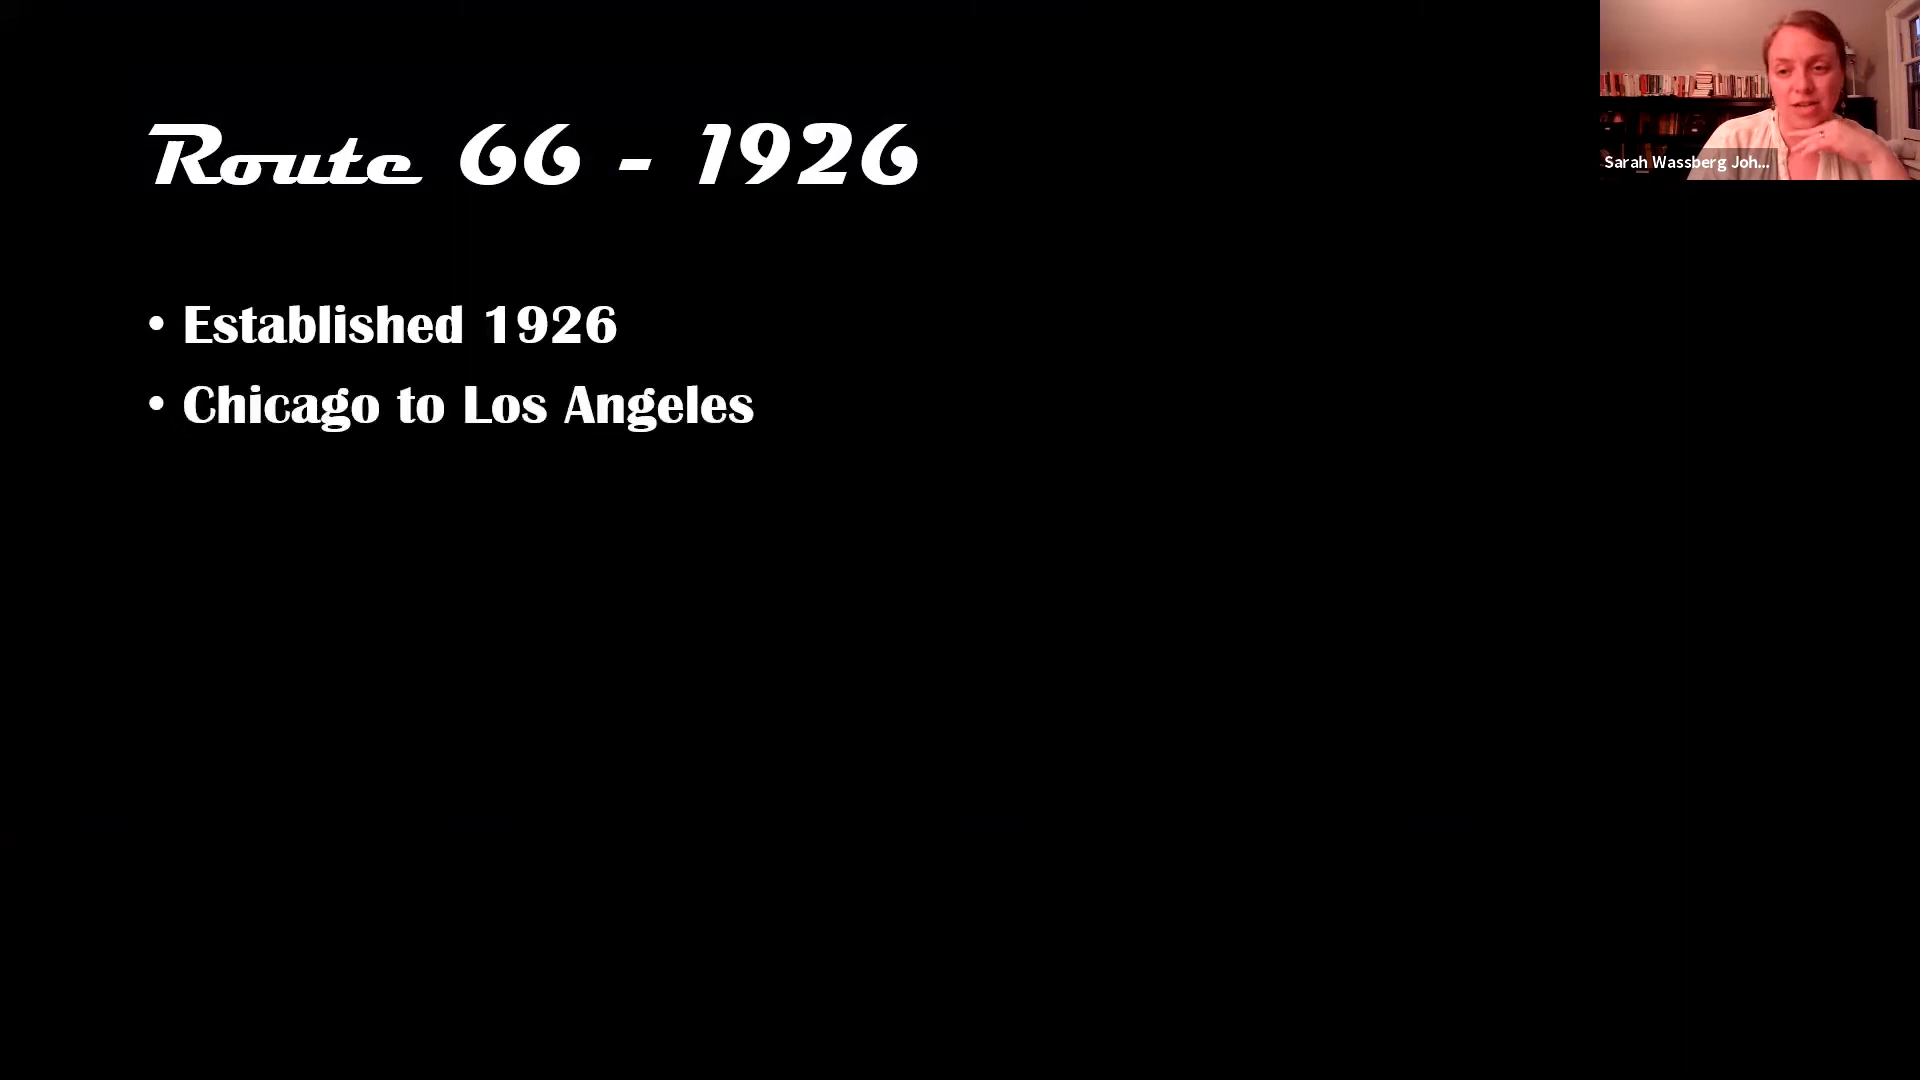 Route 66 - 1926
• Established 1926
• Chicago to Los Angeles
Sarah Wassberg Joh...